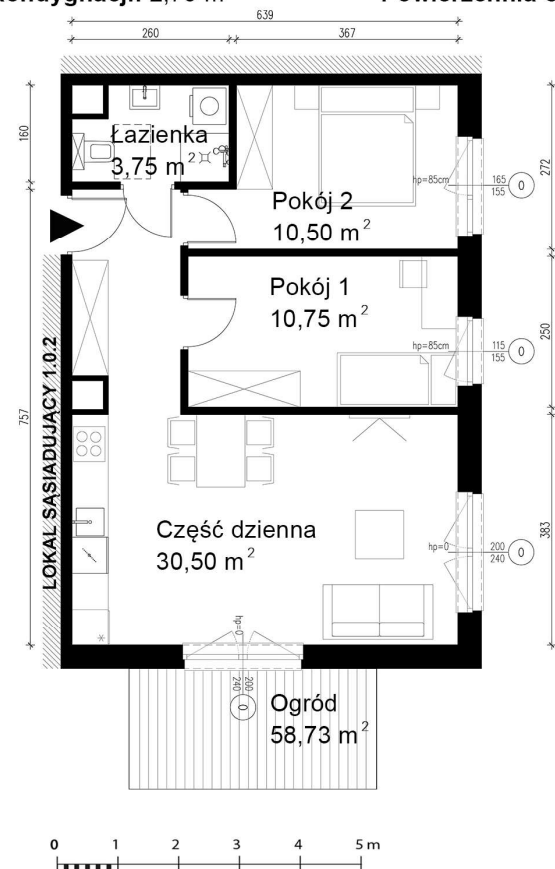 2,75 m
639
260 367
160
Łazienka
3,75 m²
Pokój 2
10,50 m²
hp=85cm
165
155
0
272
Pokój 1
10,75 m²
hp=85cm
115
155
0
250
757
LOKAL SĄSIADUJĄCY 1.0.2
Część dzienna
30,50 m²
hp=0
200
240
0
383
hp=0
200
240
0
Ogród
58,73 m²
0 1 2 3 4 5 m